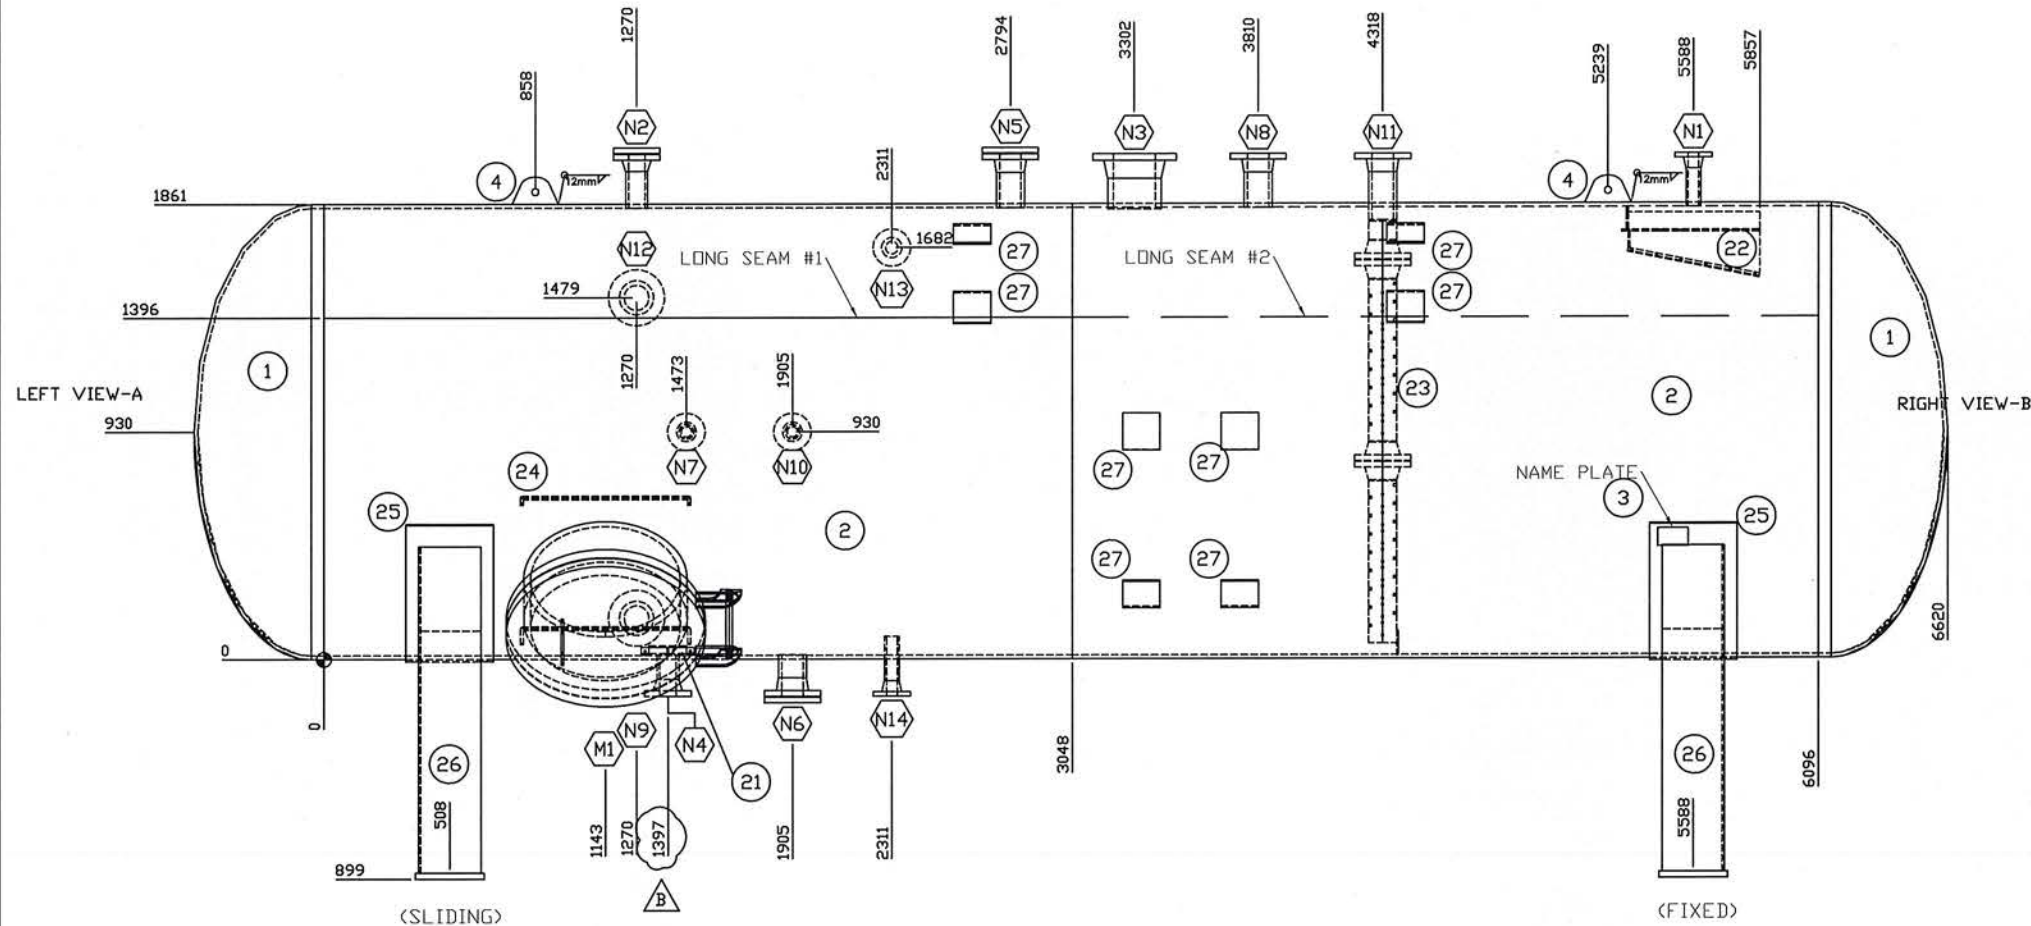 1270
2794
3302
3810
4318
5239
5588
5857
858
N2
N5
N3
N8
N11
N1
4
12mm
2311
4
12mm
1861
N12
1682
27
27
22
LONG SEAM #1
LONG SEAM #2
1479
N13
27
27
1396
1
1270
1473
1905
1
23
2
LEFT VIEW-A
RIGHT VIEW-B
930
930
N7
N10
27
27
24
NAME PLATE
3
25
2
25
27
27
0
6620
0
N14
M1
N9
N4
N6
26
21
3048
26
6096
508
1143
1270
1397
1905
2311
5588
899
B
(SLIDING)
(FIXED)